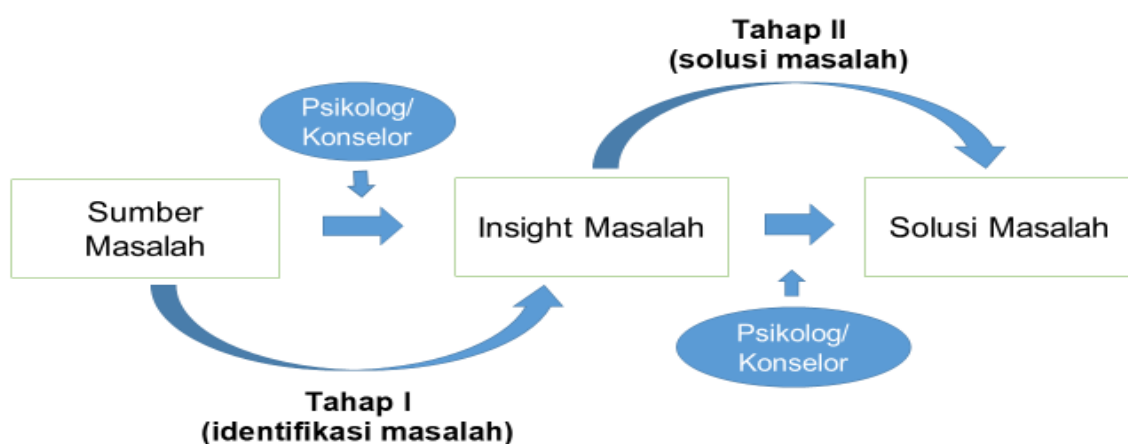 Tahap II
(solusi masalah)
Psikolog/
Konselor
Sumber
Masalah
Insight Masalah
Solusi Masalah
Psikolog/
Konselor
Tahap I
(identifikasi masalah)